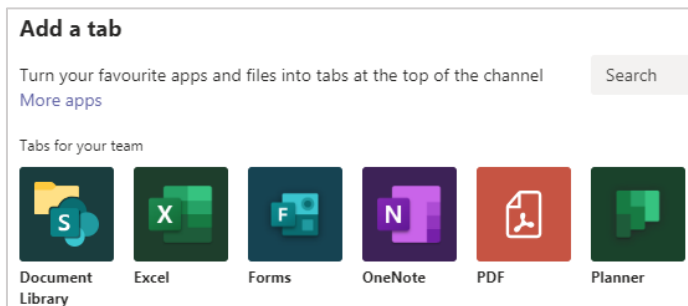 Add a tab
Turn your favourite apps and files into tabs at the top of the channel
Search
More apps
Tabs for your team
S
X
F
N
Document
Library
Excel
Forms
OneNote
PDF
Planner